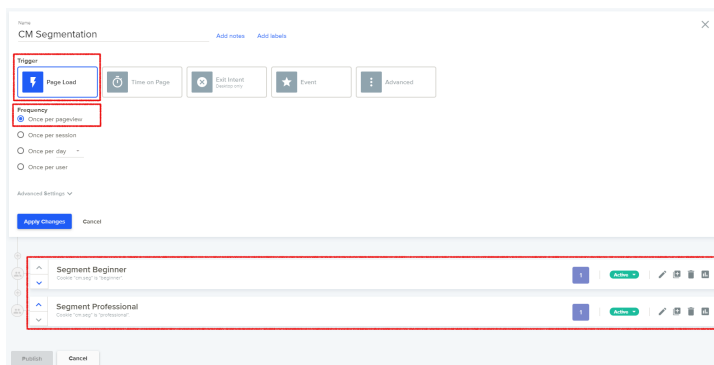 Name
CM Segmentation
Add notes Add labels
Trigger
Page Load
Time on Page
Exit Intent
Desktop only
Event
Advanced
Frequency
Once per pageview
Once per session
Once per day
Once per user
Advanced Settings
Apply Changes Cancel
Segment Beginner
Cookie "cm.seg" is "beginner".
1 Active
Segment Professional
Cookie "cm.seg" is "professional".
1 Active
Publish Cancel